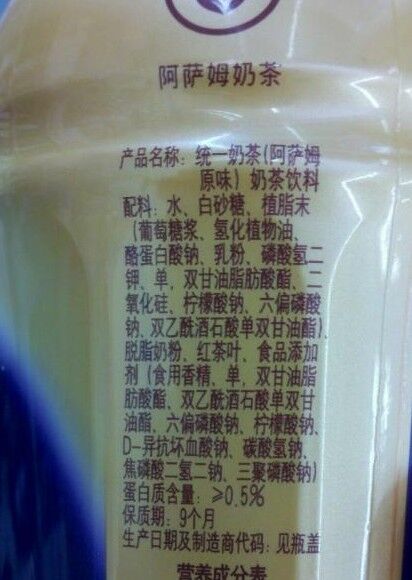 阿萨姆奶茶
产品名称：统一奶茶(阿萨姆
原味）奶茶饮料
配料：水、白砂糖、植脂末
（葡萄糖浆、氢化植物油、
酪蛋白酸钠、乳粉、磷酸氢二
钾、单，双甘油脂肪酸酯、二
氧化硅、柠檬酸钠、六偏磷酸
钠、双乙酰酒石酸单双甘油酯)、
脱脂奶粉、红茶叶、食品添加
剂（食用香精、单，双甘油脂
肪酸酯、双乙酰酒石酸单双甘
油酯、六偏磷酸钠、柠檬酸钠、
D-异抗坏血酸钠、碳酸氢钠、
焦磷酸二氢二钠、三聚磷酸钠)
蛋白质含量：≥0.5%
保质期：9个月
生产日期及制造商代码：见瓶盖
营养成分表